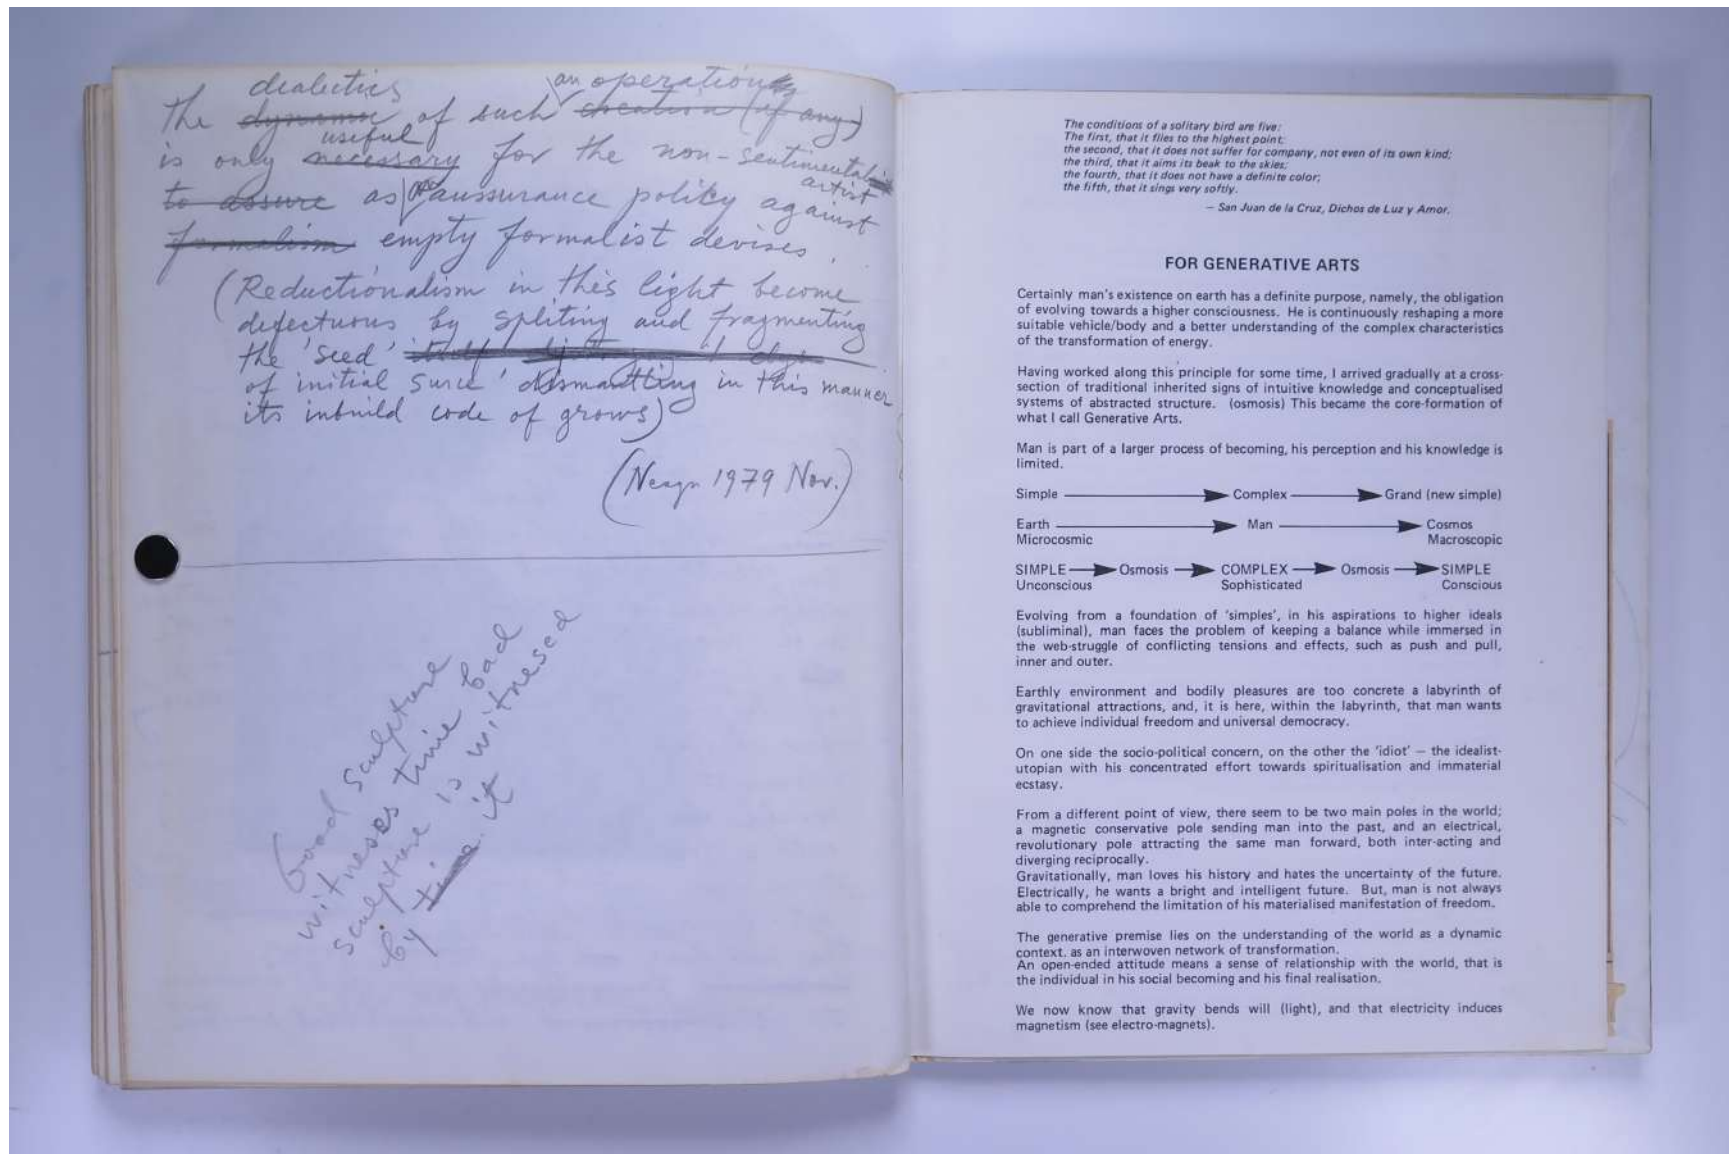 dialectics an operation
The dynamic of such creation (if any)
useful
is only necessary for the non-sentimental
artist
to assure as aussurance policy against
formalism empty formalist devises.
(Reductionalism in this light become
defectuous by spliting and fragmenting
the 'seed'
of initial surce' dismantling in this manner
its inbuild code of grows)
(Neagu 1979 Nov.)
Good sculpture
witnesses time bad
sculpture is witnesed
by time it
The conditions of a solitary bird are five:
The first, that it flies to the highest point;
the second, that it does not suffer for company, not even of its own kind;
the third, that it aims its beak to the skies;
the fourth, that it does not have a definite color;
the fifth, that it sings very softly.
— San Juan de la Cruz, Dichos de Luz y Amor.
FOR GENERATIVE ARTS
Certainly man's existence on earth has a definite purpose, namely, the obligation
of evolving towards a higher consciousness. He is continuously reshaping a more
suitable vehicle/body and a better understanding of the complex characteristics
of the transformation of energy.
Having worked along this principle for some time, I arrived gradually at a cross-
section of traditional inherited signs of intuitive knowledge and conceptualised
systems of abstracted structure. (osmosis) This became the core-formation of
what I call Generative Arts.
Man is part of a larger process of becoming, his perception and his knowledge is
limited.
Simple Complex Grand (new simple)
Earth Man Cosmos
Microcosmic Macroscopic
SIMPLE Osmosis COMPLEX Osmosis SIMPLE
Unconscious Sophisticated Conscious
Evolving from a foundation of 'simples', in his aspirations to higher ideals
(subliminal), man faces the problem of keeping a balance while immersed in
the web-struggle of conflicting tensions and effects, such as push and pull,
inner and outer.
Earthly environment and bodily pleasures are too concrete a labyrinth of
gravitational attractions, and, it is here, within the labyrinth, that man wants
to achieve individual freedom and universal democracy.
On one side the socio-political concern, on the other the 'idiot' — the idealist-
utopian with his concentrated effort towards spiritualisation and immaterial
ecstasy.
From a different point of view, there seem to be two main poles in the world;
a magnetic conservative pole sending man into the past, and an electrical,
revolutionary pole attracting the same man forward, both inter-acting and
diverging reciprocally.
Gravitationally, man loves his history and hates the uncertainty of the future.
Electrically, he wants a bright and intelligent future. But, man is not always
able to comprehend the limitation of his materialised manifestation of freedom.
The generative premise lies on the understanding of the world as a dynamic
context. as an interwoven network of transformation.
An open-ended attitude means a sense of relationship with the world, that is
the individual in his social becoming and his final realisation.
We now know that gravity bends will (light), and that electricity induces
magnetism (see electro-magnets).